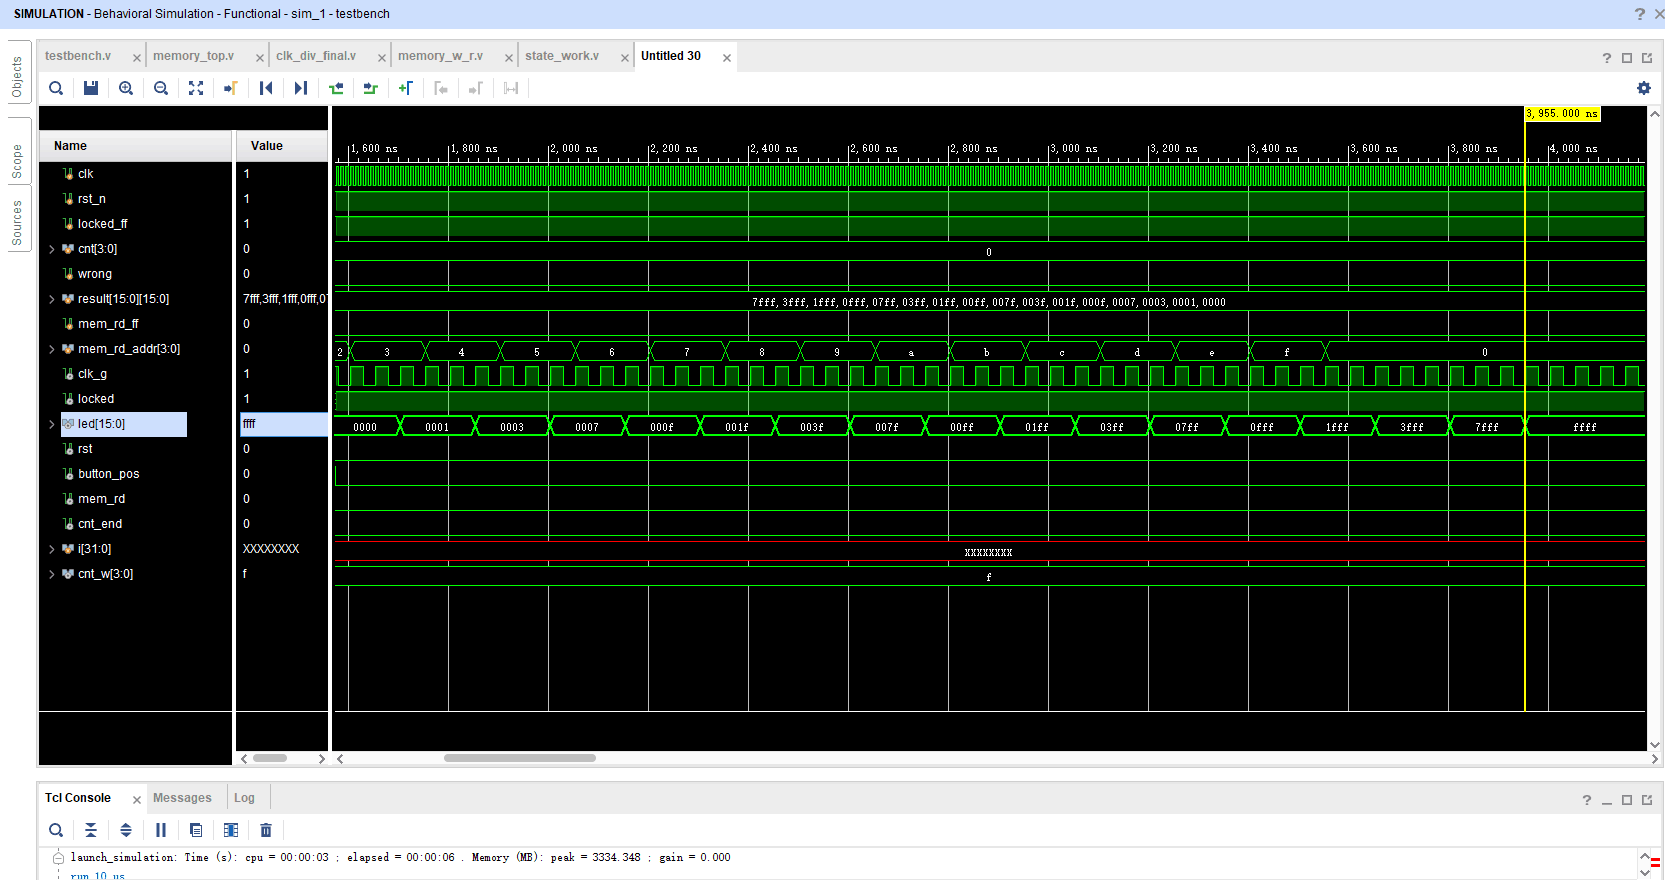 SIMULATION - Behavioral Simulation - Functional - sim_1 - testbench
Objects
Scope
Sources
testbench.v memory_top.v clk_div_final.v memory_w_r.v state_work.v Untitled 30
3,955.000 ns
Name Value
1,600 ns 1,800 ns 2,000 ns 2,200 ns 2,400 ns 2,600 ns 2,800 ns 3,000 ns 3,200 ns 3,400 ns 3,600 ns 3,800 ns 4,000 ns
clk 1
rst_n 1
locked_ff 1
cnt[3:0] 0 0
wrong 0
result[15:0][15:0] 7fff,3fff,1fff,0fff,0 7fff,3fff,1fff,0fff,07ff,03ff,01ff,00ff,007f,003f,001f,000f,0007,0003,0001,0000
mem_rd_ff 0
mem_rd_addr[3:0] 0 2 3 4 5 6 7 8 9 a b c d e f 0
clk_g 1
locked 1
led[15:0] ffff 0000 0001 0003 0007 000f 001f 003f 007f 00ff 01ff 03ff 07ff 0fff 1fff 3fff 7fff ffff
rst 0
button_pos 0
mem_rd 0
cnt_end 0
i[31:0] XXXXXXXX XXXXXXXX
cnt_w[3:0] f f
Tcl Console Messages Log
launch_simulation: Time (s): cpu = 00:00:03 ; elapsed = 00:00:06 . Memory (MB): peak = 3334.348 ; gain = 0.000
run 10 us